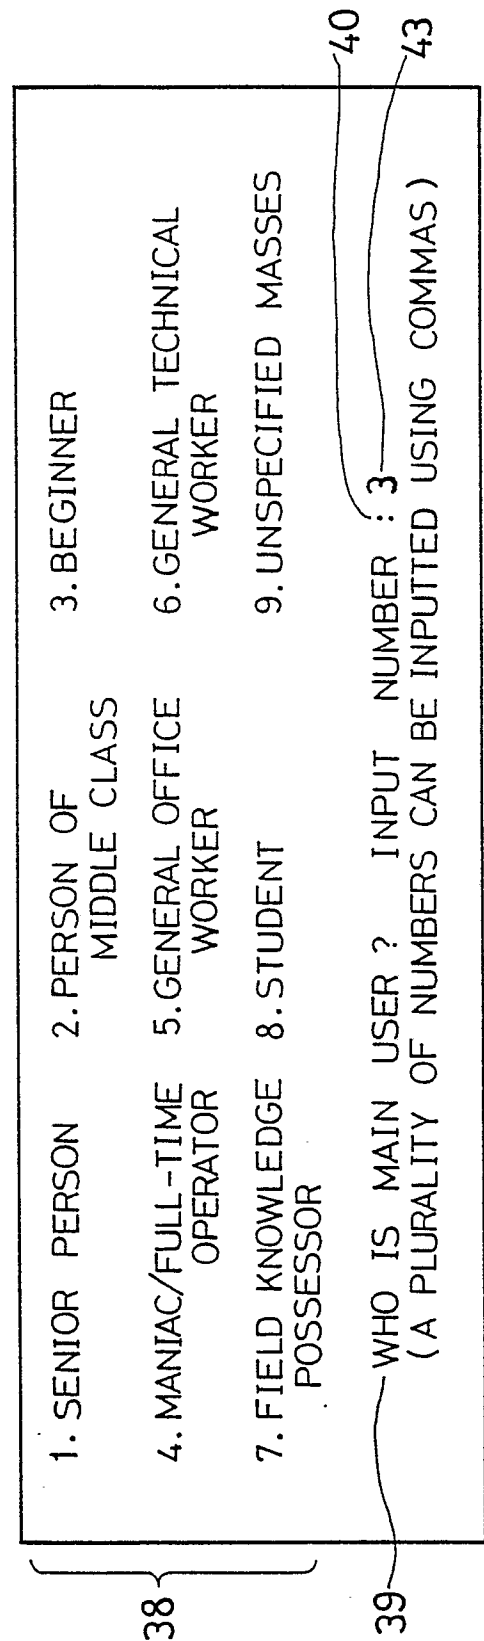 1. SENIOR PERSON 2. PERSON OF 3. BEGINNER
MIDDLE CLASS
4. MANIAC/FULL-TIME 5. GENERAL OFFICE 6. GENERAL TECHNICAL
OPERATOR WORKER WORKER
7. FIELD KNOWLEDGE 8. STUDENT 9. UNSPECIFIED MASSES
POSSESSOR
38
40
WHO IS MAIN USER ? INPUT NUMBER : 3
(A PLURALITY OF NUMBERS CAN BE INPUTTED USING COMMAS)
39
43